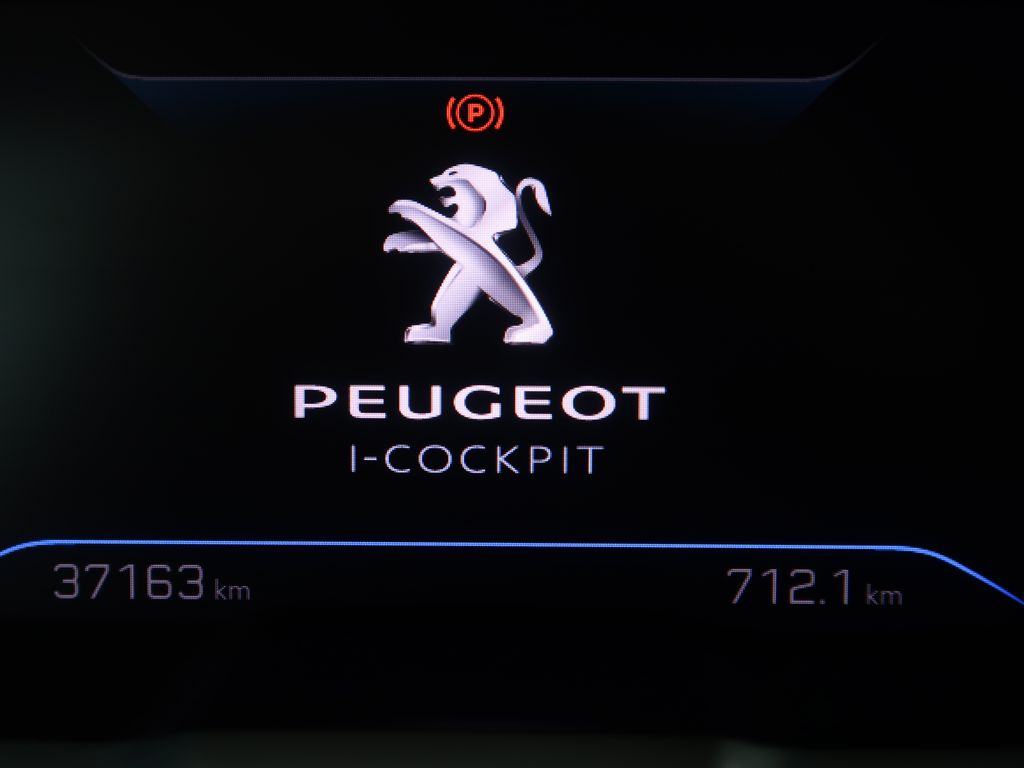 (P)
PEUGEOT
I-COCKPIT
37163 km
712.1 km